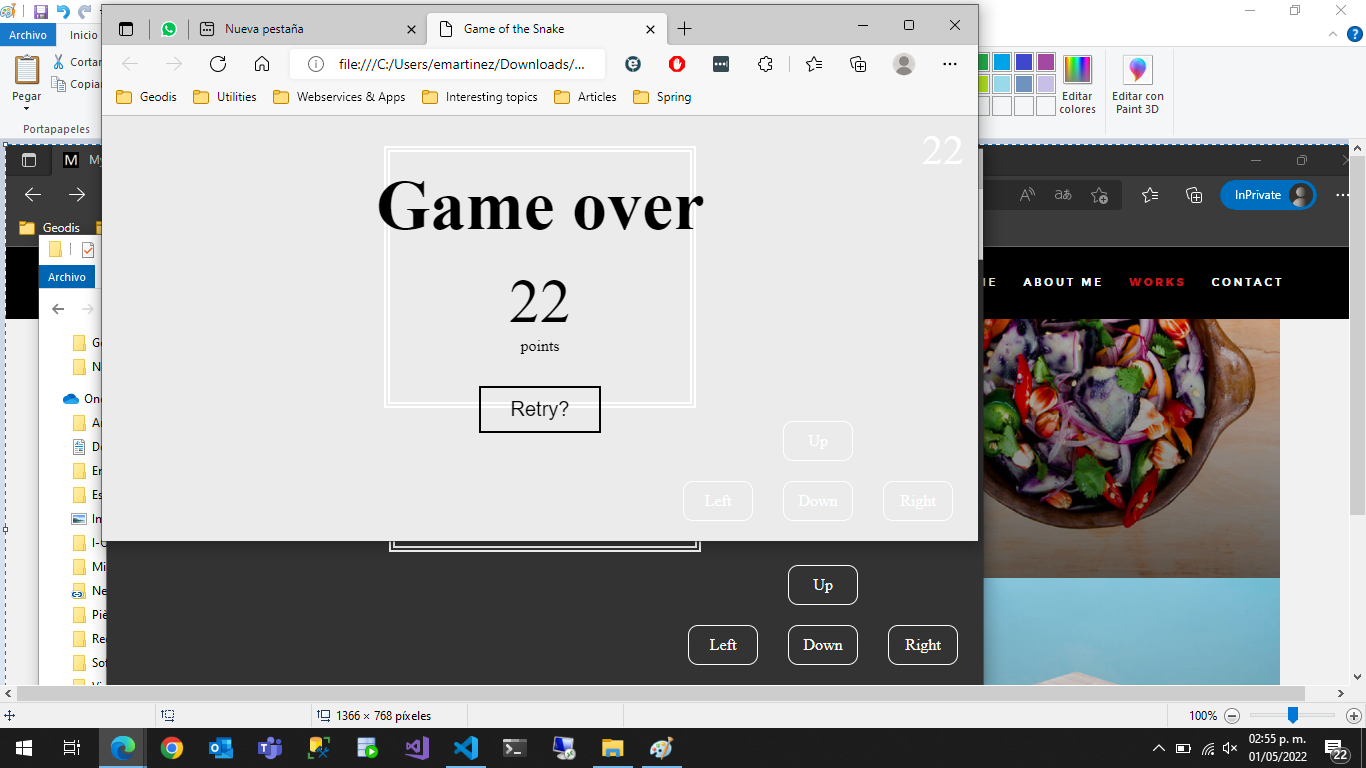 Archivo
Inicio
Nueva pestaña
Game of the Snake
file:///C:/Users/emartinez/Downloads/...
Pegar
Cortar
Copiar
Portapapeles
Editar colores
Editar con Paint 3D
Geodis
Utilities
Webservices & Apps
Interesting topics
Articles
Spring
22
Game over
22
points
Retry?
Up
Left
Down
Right
M
My
InPrivate
Geodis
Archivo
ABOUT ME
WORKS
CONTACT
Up
Left
Down
Right
1366 × 768 píxeles
100%
02:55 p. m.
01/05/2022
22